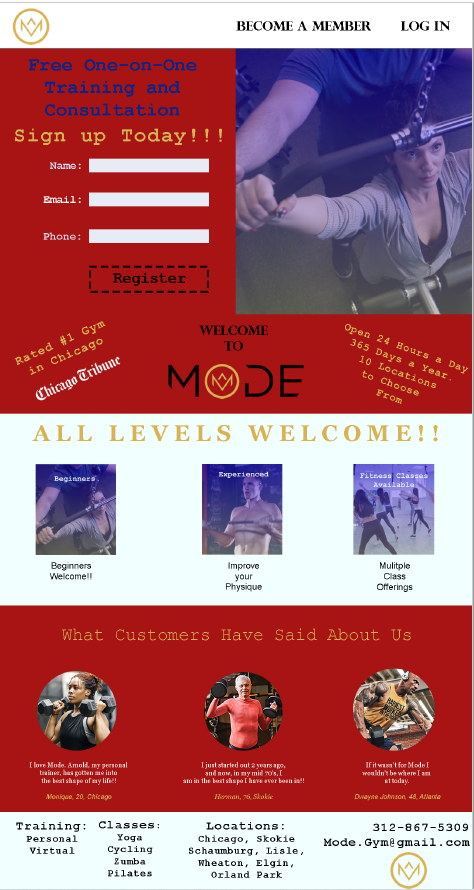 BECOME A MEMBER
LOG IN
Free One-on-One
Training and
Consultation
Sign up Today!!!
Name:
Email:
Phone:
Register
Rated #1 Gym
in Chicago
Chicago Tribune
WELCOME
TO
MODE
Open 24 Hours a Day
365 Days a Year.
10 Locations
to Choose
From
ALL LEVELS WELCOME!!
Beginners
Experienced
Fitness Classes
Available
Beginners
Welcome!!
Improve
your
Physique
Mulitple
Class
Offerings
What Customers Have Said About Us
I love Mode. Arnold, my personal
trainer, has gotten me into
the best shape of my life!!
Monique, 29, Chicago
I just started out 2 years ago,
and now, in my mid 70's, I
am in the best shape I have ever been in!!
Herman, 76, Skokie
If it wasn't for Mode I
wouldn't be where I am
at today.
Dwayne Johnson, 48, Atlanta
Training:
Personal
Virtual
Classes:
Yoga
Cycling
Zumba
Pilates
Locations:
Chicago, Skokie
Schaumburg, Lisle,
Wheaton, Elgin,
Orland Park
312-867-5309
Mode.Gym@gmail.com